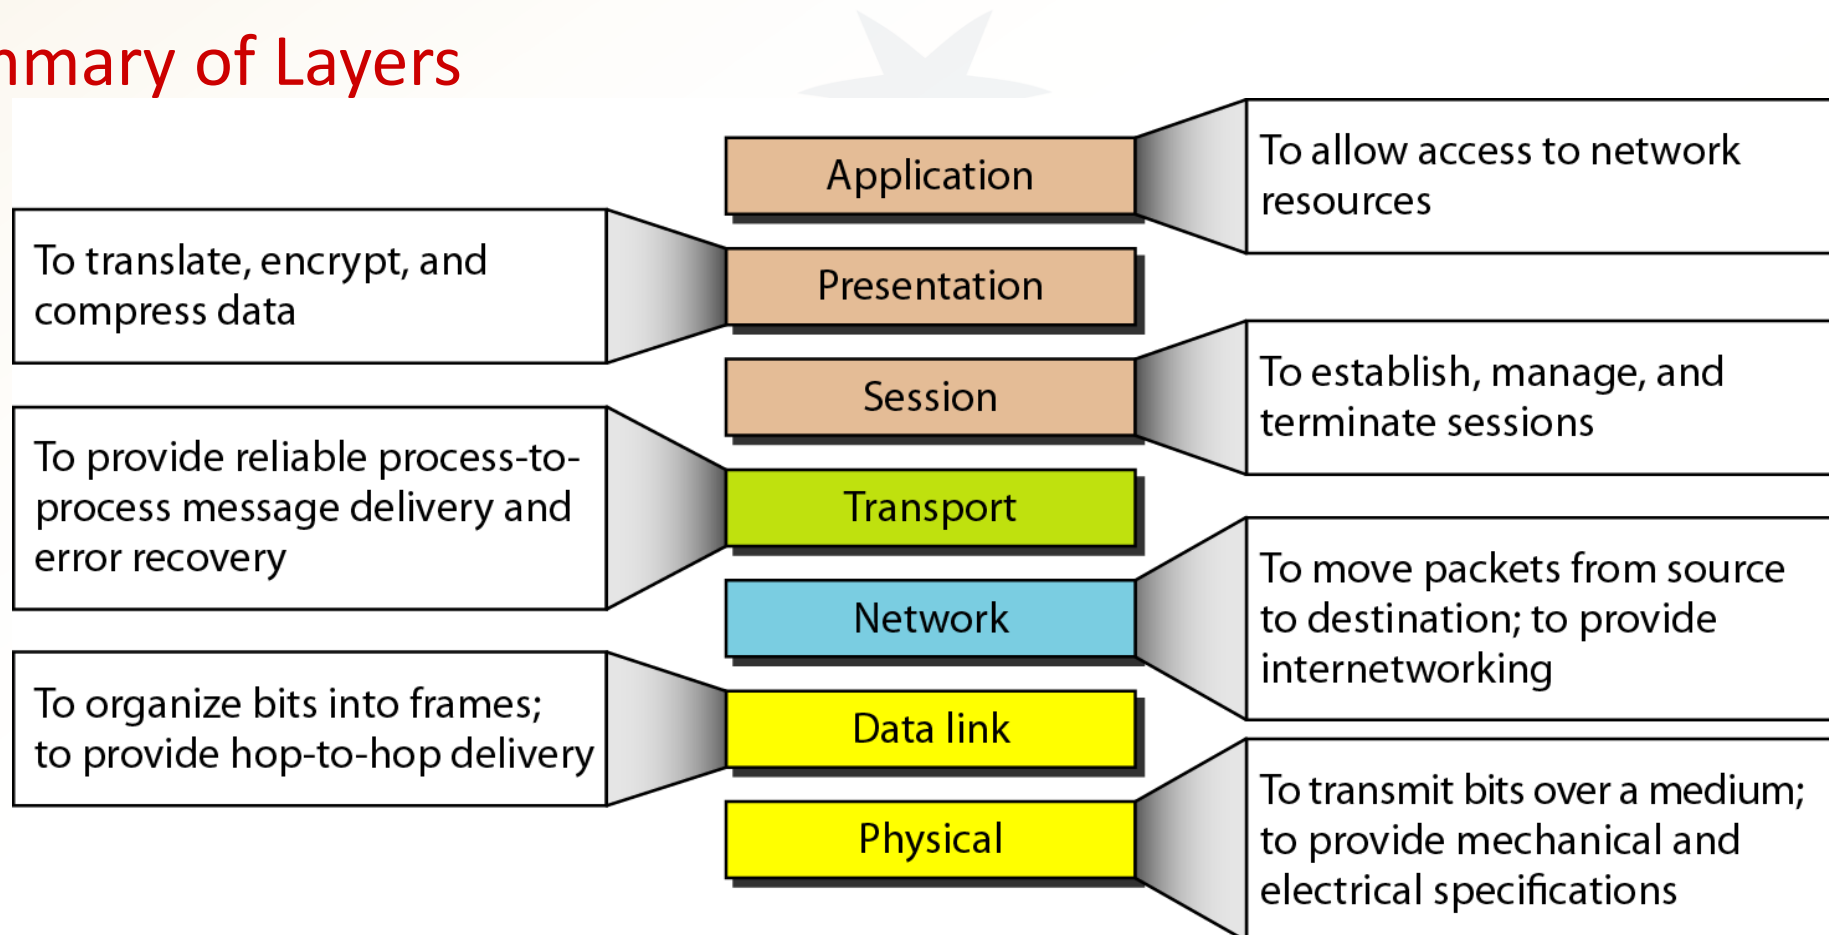 mmary of Layers
Application
To allow access to network
resources
To translate, encrypt, and
compress data
Presentation
Session
To establish, manage, and
terminate sessions
To provide reliable process-to-
process message delivery and
error recovery
Transport
Network
To move packets from source
to destination; to provide
internetworking
To organize bits into frames;
to provide hop-to-hop delivery
Data link
Physical
To transmit bits over a medium;
to provide mechanical and
electrical specifications